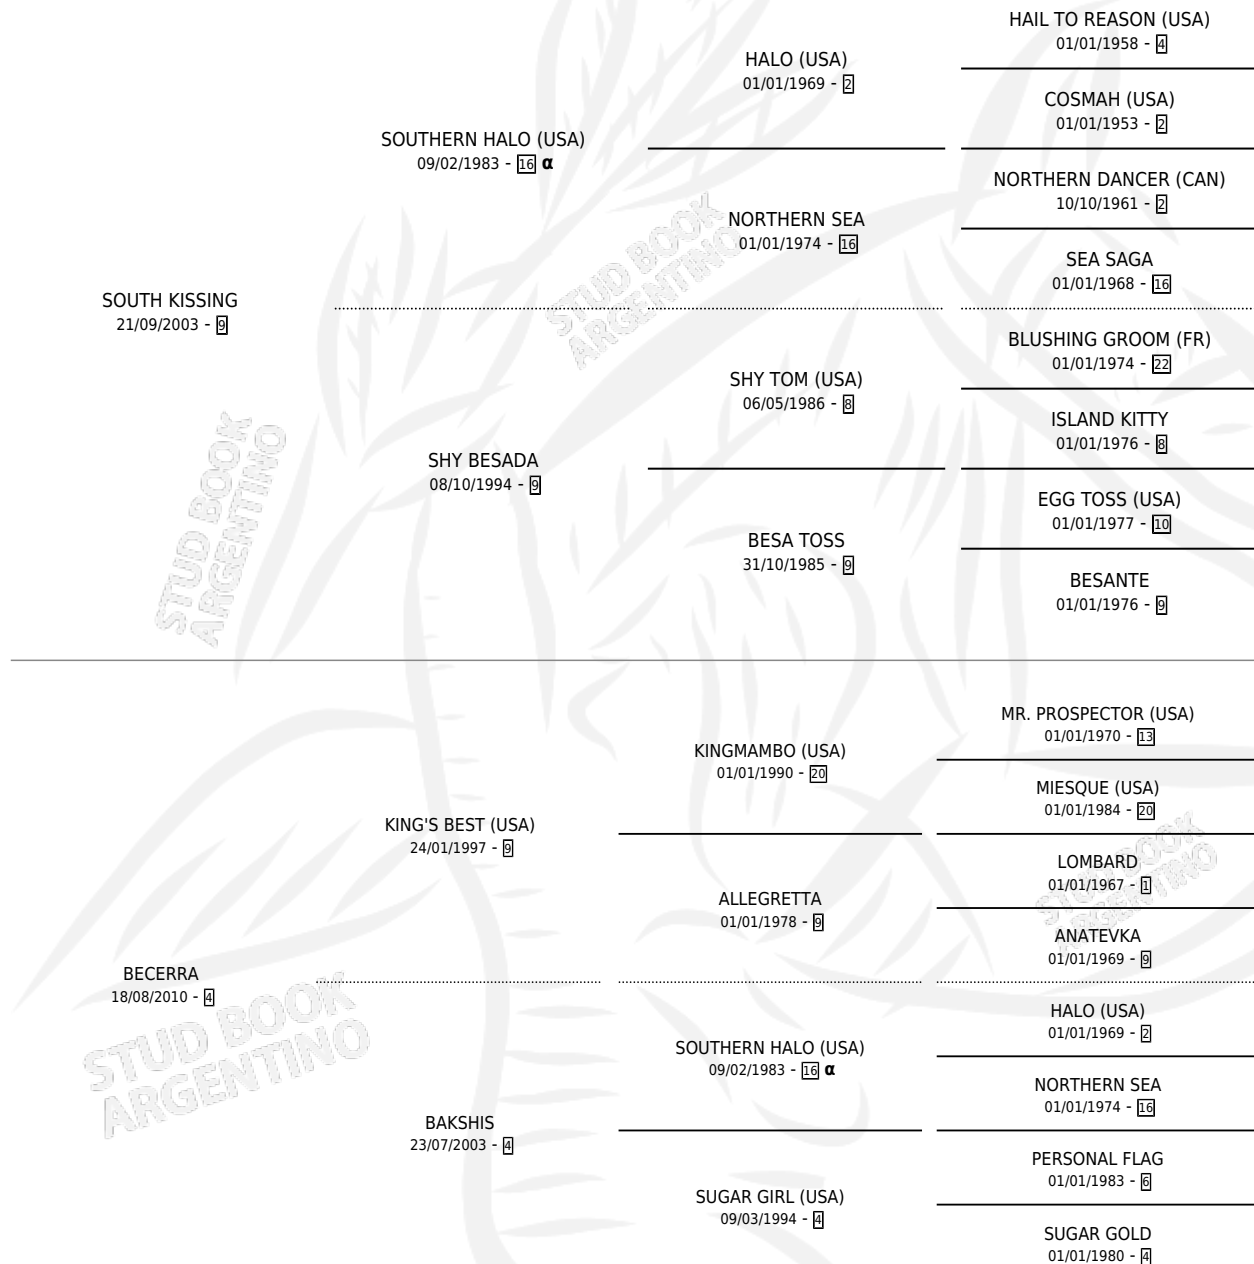 HAIL TO REASON (USA)
01/01/1958 - 4
HALO (USA)
01/01/1969 - 2
COSMAH (USA)
01/01/1953 - 2
SOUTHERN HALO (USA)
09/02/1983 - 16 α
NORTHERN DANCER (CAN)
10/10/1961 - 2
NORTHERN SEA
01/01/1974 - 16
SEA SAGA
01/01/1968 - 16
STUD BOOK
ARGENTINO
SOUTH KISSING
21/09/2003 - 9
BLUSHING GROOM (FR)
01/01/1974 - 22
SHY TOM (USA)
06/05/1986 - 8
ISLAND KITTY
01/01/1976 - 8
SHY BESADA
08/10/1994 - 9
EGG TOSS (USA)
01/01/1977 - 10
BESA TOSS
31/10/1985 - 9
BESANTE
01/01/1976 - 9
STUD BOOK
ARGENTINO
MR. PROSPECTOR (USA)
01/01/1970 - 13
KINGMAMBO (USA)
01/01/1990 - 20
MIESQUE (USA)
01/01/1984 - 20
KING'S BEST (USA)
24/01/1997 - 9
LOMBARD
01/01/1967 - 1
ALLEGRETTA
01/01/1978 - 9
ANATEVKA
01/01/1969 - 9
STUD BOOK
ARGENTINO
BECERRA
18/08/2010 - 4
HALO (USA)
01/01/1969 - 2
SOUTHERN HALO (USA)
09/02/1983 - 16 α
NORTHERN SEA
01/01/1974 - 16
BAKSHIS
23/07/2003 - 4
PERSONAL FLAG
01/01/1983 - 6
SUGAR GIRL (USA)
09/03/1994 - 4
SUGAR GOLD
01/01/1980 - 4
STUD BOOK
ARGENTINO